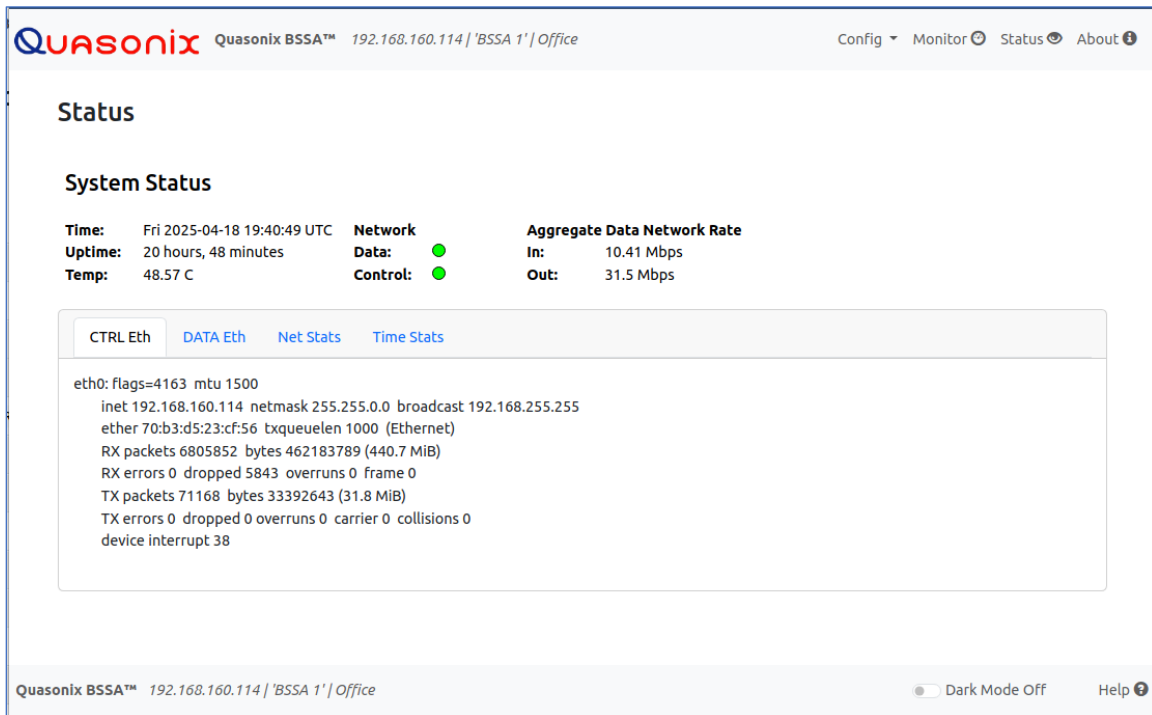 Quasonix Quasonix BSSA™ 192.168.160.114 | 'BSSA 1' | Office Config Monitor Status About
Status
System Status
Time: Fri 2025-04-18 19:40:49 UTC Network Aggregate Data Network Rate
Uptime: 20 hours, 48 minutes Data: In: 10.41 Mbps
Temp: 48.57 C Control: Out: 31.5 Mbps
CTRL Eth DATA Eth Net Stats Time Stats
eth0: flags=4163 mtu 1500
inet 192.168.160.114 netmask 255.255.0.0 broadcast 192.168.255.255
ether 70:b3:d5:23:cf:56 txqueuelen 1000 (Ethernet)
RX packets 6805852 bytes 462183789 (440.7 MiB)
RX errors 0 dropped 5843 overruns 0 frame 0
TX packets 71168 bytes 33392643 (31.8 MiB)
TX errors 0 dropped 0 overruns 0 carrier 0 collisions 0
device interrupt 38
Quasonix BSSA™ 192.168.160.114 | 'BSSA 1' | Office Dark Mode Off Help